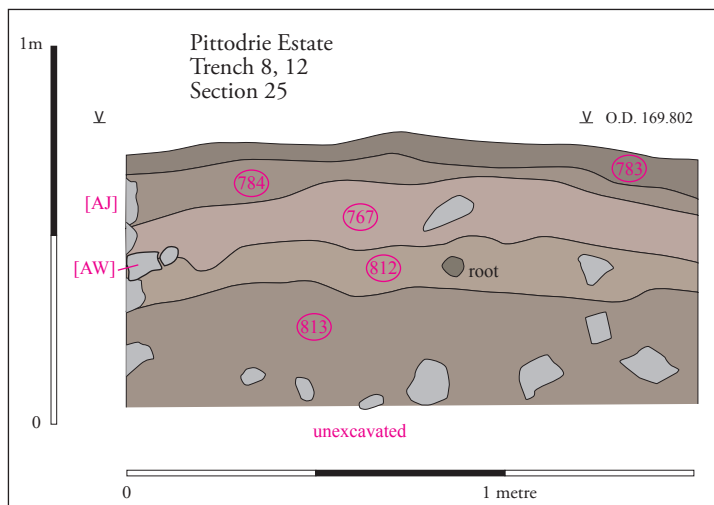 1m
Pittodrie Estate
Trench 8, 12
Section 25
O.D. 169.802
783
784
[AJ]
767
[AW]
812
root
813
0
unexcavated
0
1 metre